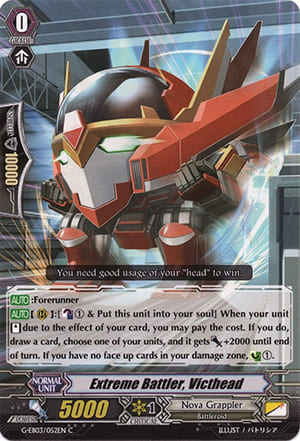 0
GRADE
SHIELD
10000
You need good usage of your "head" to win.
AUTO :Forerunner
AUTO [ ]:[ ① & Put this unit into your soul] When your unit
due to the effect of your card, you may pay the cost. If you do,
draw a card, choose one of your units, and it gets +2000 until end
of turn. If you have no face up cards in your damage zone, ①.
NORMAL
UNIT
Extreme Battler, Victhead
POWER
5000
1
CRITICAL
Nova Grappler
Battleroid
G-EB03/052EN C
ILLUST / パトリシア